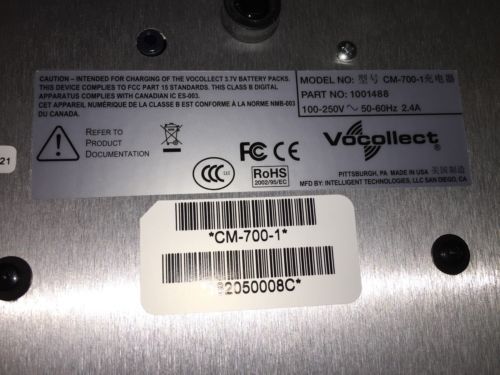 CAUTION – INTENDED FOR CHARGING OF THE VOCOLLECT 3.7V BATTERY PACKS.
THIS DEVICE COMPLIES TO FCC PART 15 STANDARDS. THIS CLASS B DIGITAL
APPARATUS COMPLIES WITH CANADIAN IC ES-003.
CET APPAREIL NUMÉRIQUE DE LA CLASSE B EST CONFORME À LA NORME NMB-003
DU CANADA.
MODEL NO: 型号 CM-700-1充电器
PART NO: 1001488
100-250V ~ 50-60Hz 2.4A
REFER TO
PRODUCT
DOCUMENTATION
21
CCC
FC CE
RoHS
2002/95/EC
Vocollect®
PITTSBURGH, PA MADE IN USA 美国制造
MFD BY: INTELLIGENT TECHNOLOGIES, LLC SAN DIEGO, CA
*CM-700-1*
2050008C*